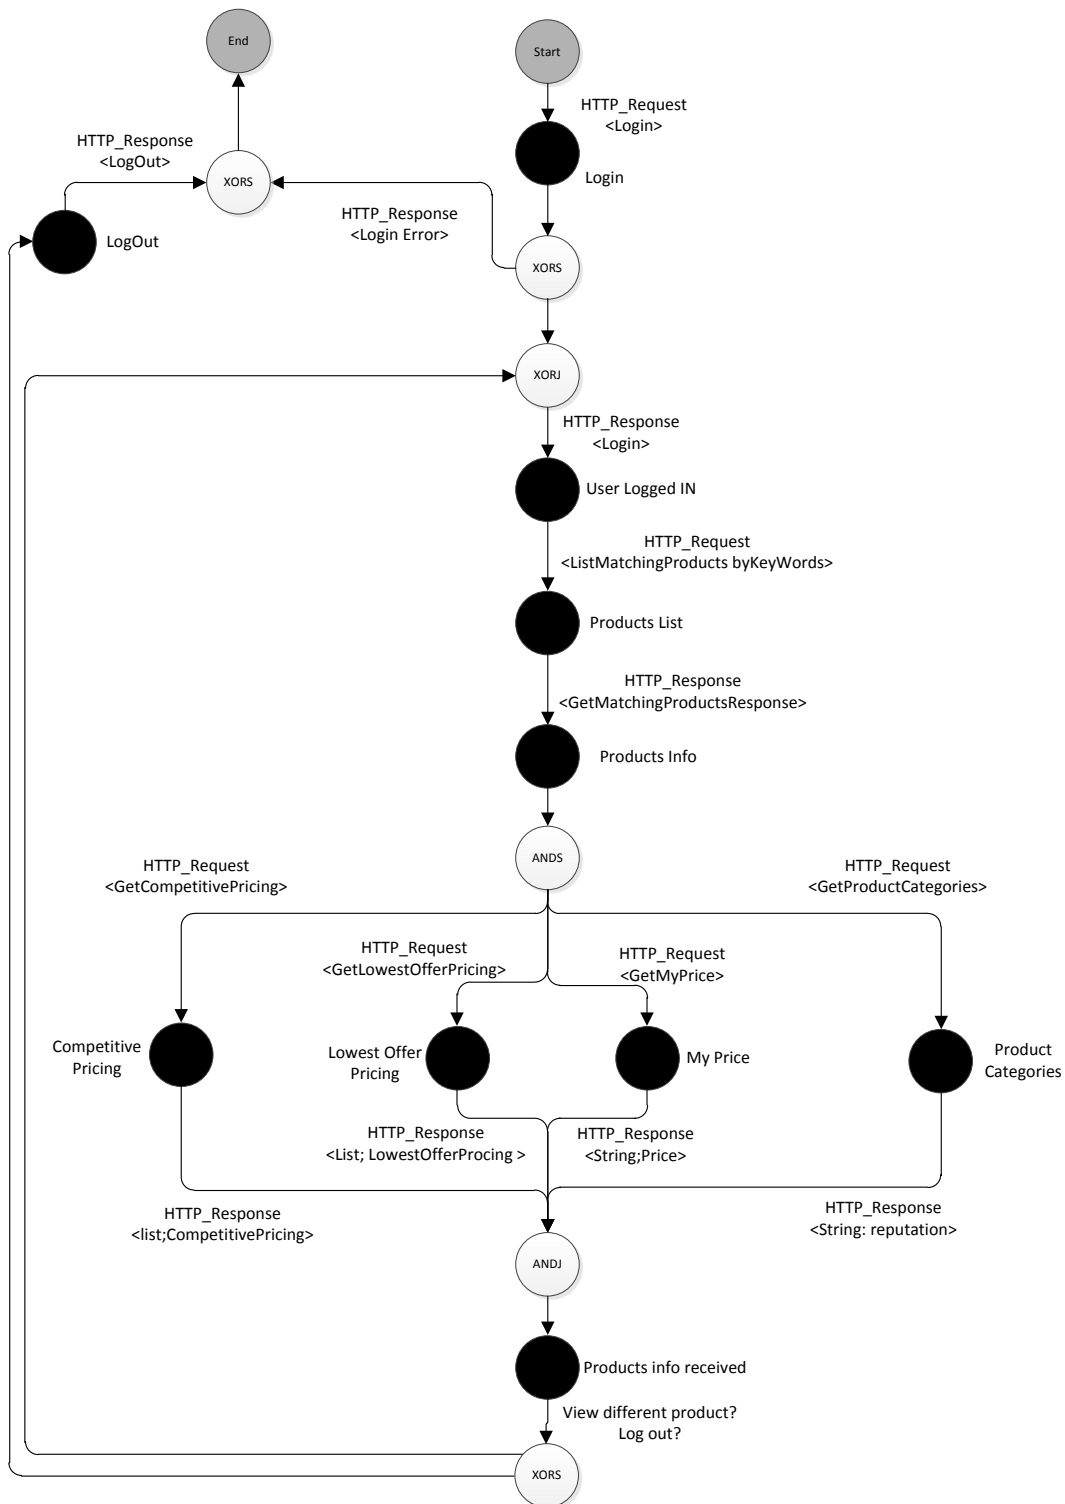 End
Start
HTTP_Request
<Login>
HTTP_Response
<LogOut>
XORS
Login
HTTP_Response
<Login Error>
LogOut
XORS
XORJ
HTTP_Response
<Login>
User Logged IN
HTTP_Request
<ListMatchingProducts byKeyWords>
Products List
HTTP_Response
<GetMatchingProductsResponse>
Products Info
ANDS
HTTP_Request
<GetCompetitivePricing>
HTTP_Request
<GetProductCategories>
HTTP_Request
<GetLowestOfferPricing>
HTTP_Request
<GetMyPrice>
Competitive
Pricing
Lowest Offer
Pricing
My Price
Product
Categories
HTTP_Response
<List; LowestOfferProcing >
HTTP_Response
<String;Price>
HTTP_Response
<list;CompetitivePricing>
HTTP_Response
<String: reputation>
ANDJ
Products info received
View different product?
Log out?
XORS